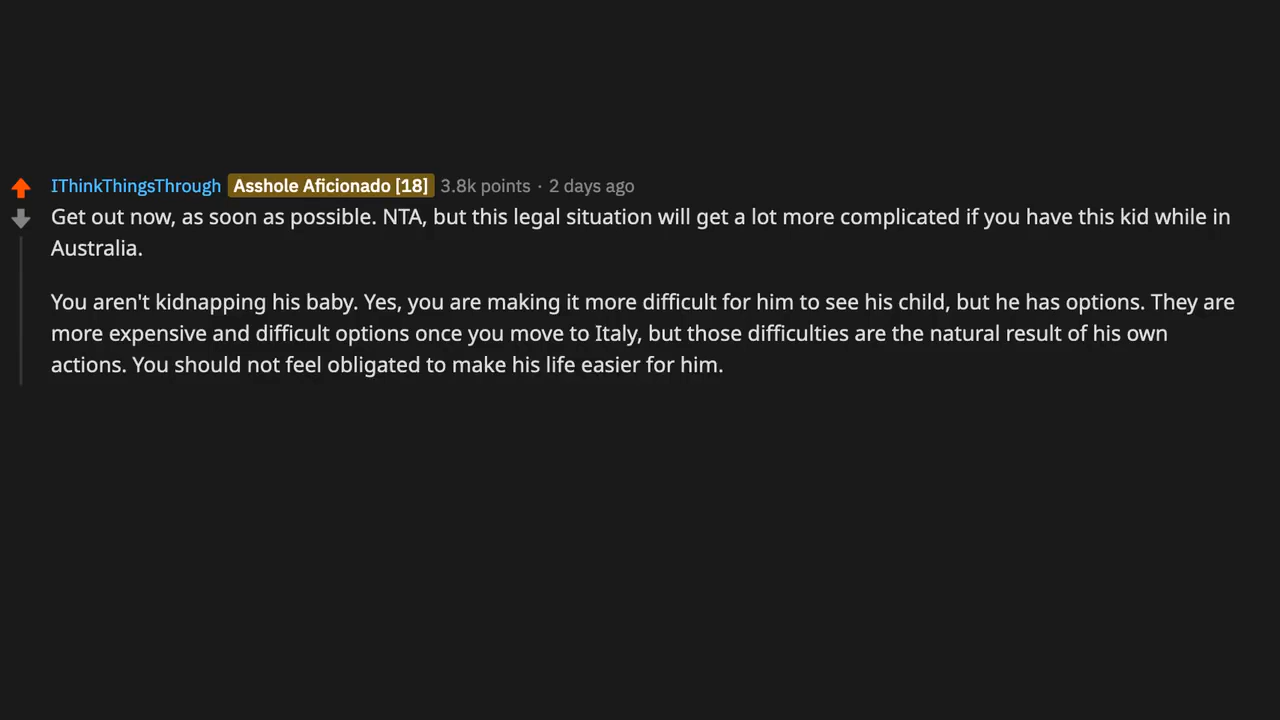 IThinkThingsThrough Asshole Aficionado [18] 3.8k points · 2 days ago
Get out now, as soon as possible. NTA, but this legal situation will get a lot more complicated if you have this kid while in
Australia.
You aren't kidnapping his baby. Yes, you are making it more difficult for him to see his child, but he has options. They are
more expensive and difficult options once you move to Italy, but those difficulties are the natural result of his own
actions. You should not feel obligated to make his life easier for him.